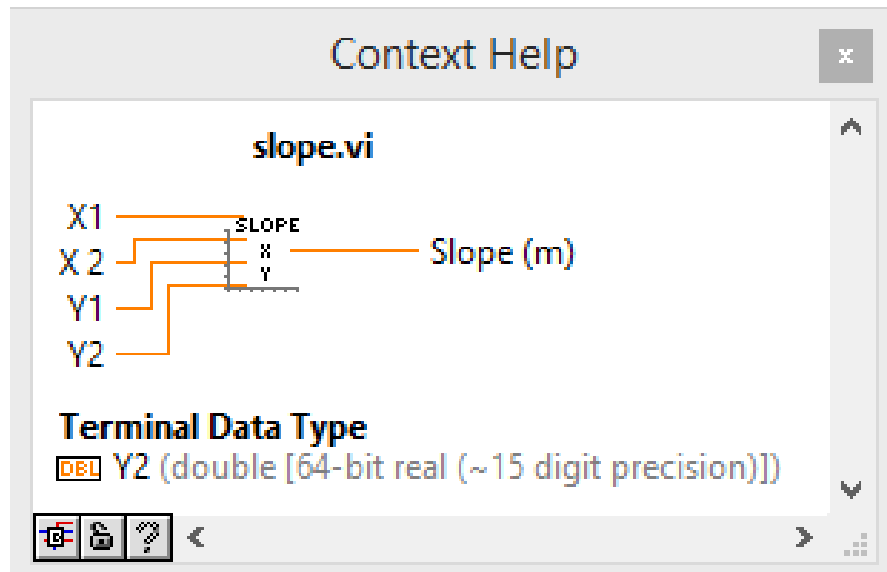 Context Help
x
slope.vi
X1
SLOPE
X 2
X
Slope (m)
Y
Y1
Y2
Terminal Data Type
DBL Y2 (double [64-bit real (~15 digit precision)])
?